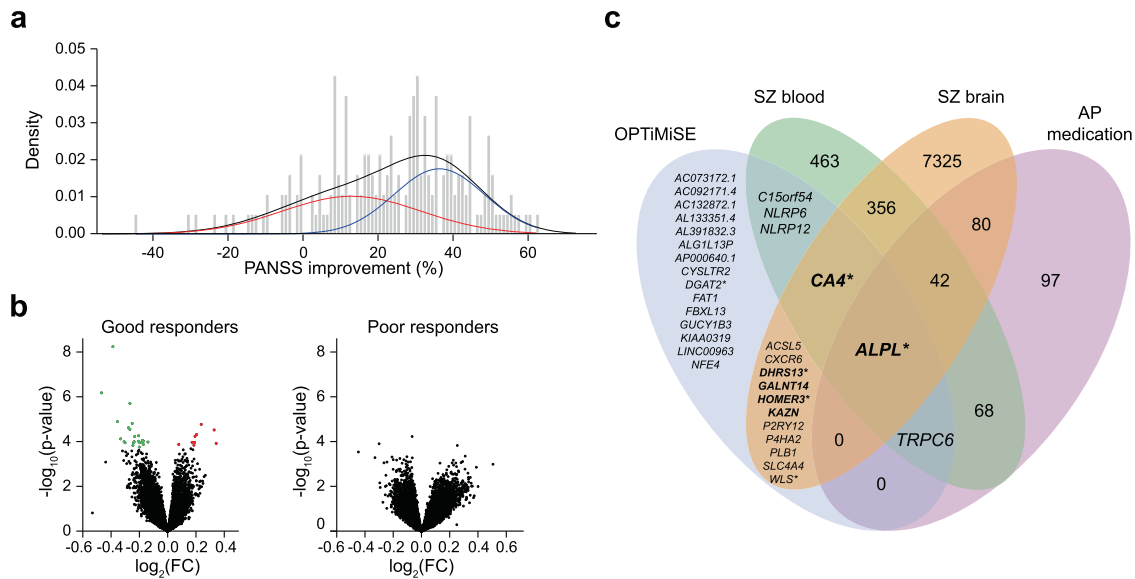 a
0.05
0.04
0.03
0.02
0.01
0.00
Density
-40
-20
0
20
40
60
PANSS improvement (%)
b
Good responders
8
6
4
2
0
-log10(p-value)
-0.6
-0.4
-0.2
0.0
0.2
0.4
log2(FC)
Poor responders
8
6
4
2
0
-log10(p-value)
-0.6
-0.4
-0.2
0
0.2
0.4
0.6
log2(FC)
c
OPTiMiSE
SZ blood
SZ brain
AP
medication
AC073172.1
AC092171.4
AC132872.1
AL133351.4
AL391832.3
ALG1L13P
AP000640.1
CYSLTR2
DGAT2*
FAT1
FBXL13
GUCY1B3
KIAA0319
LINC00963
NFE4
463
7325
C15orf54
NLRP6
NLRP12
356
80
CA4*
42
97
ALPL*
ACSL5
CXCR6
DHRS13*
GALNT14
HOMER3*
KAZN
P2RY12
P4HA2
PLB1
SLC4A4
WLS*
0
TRPC6
68
0